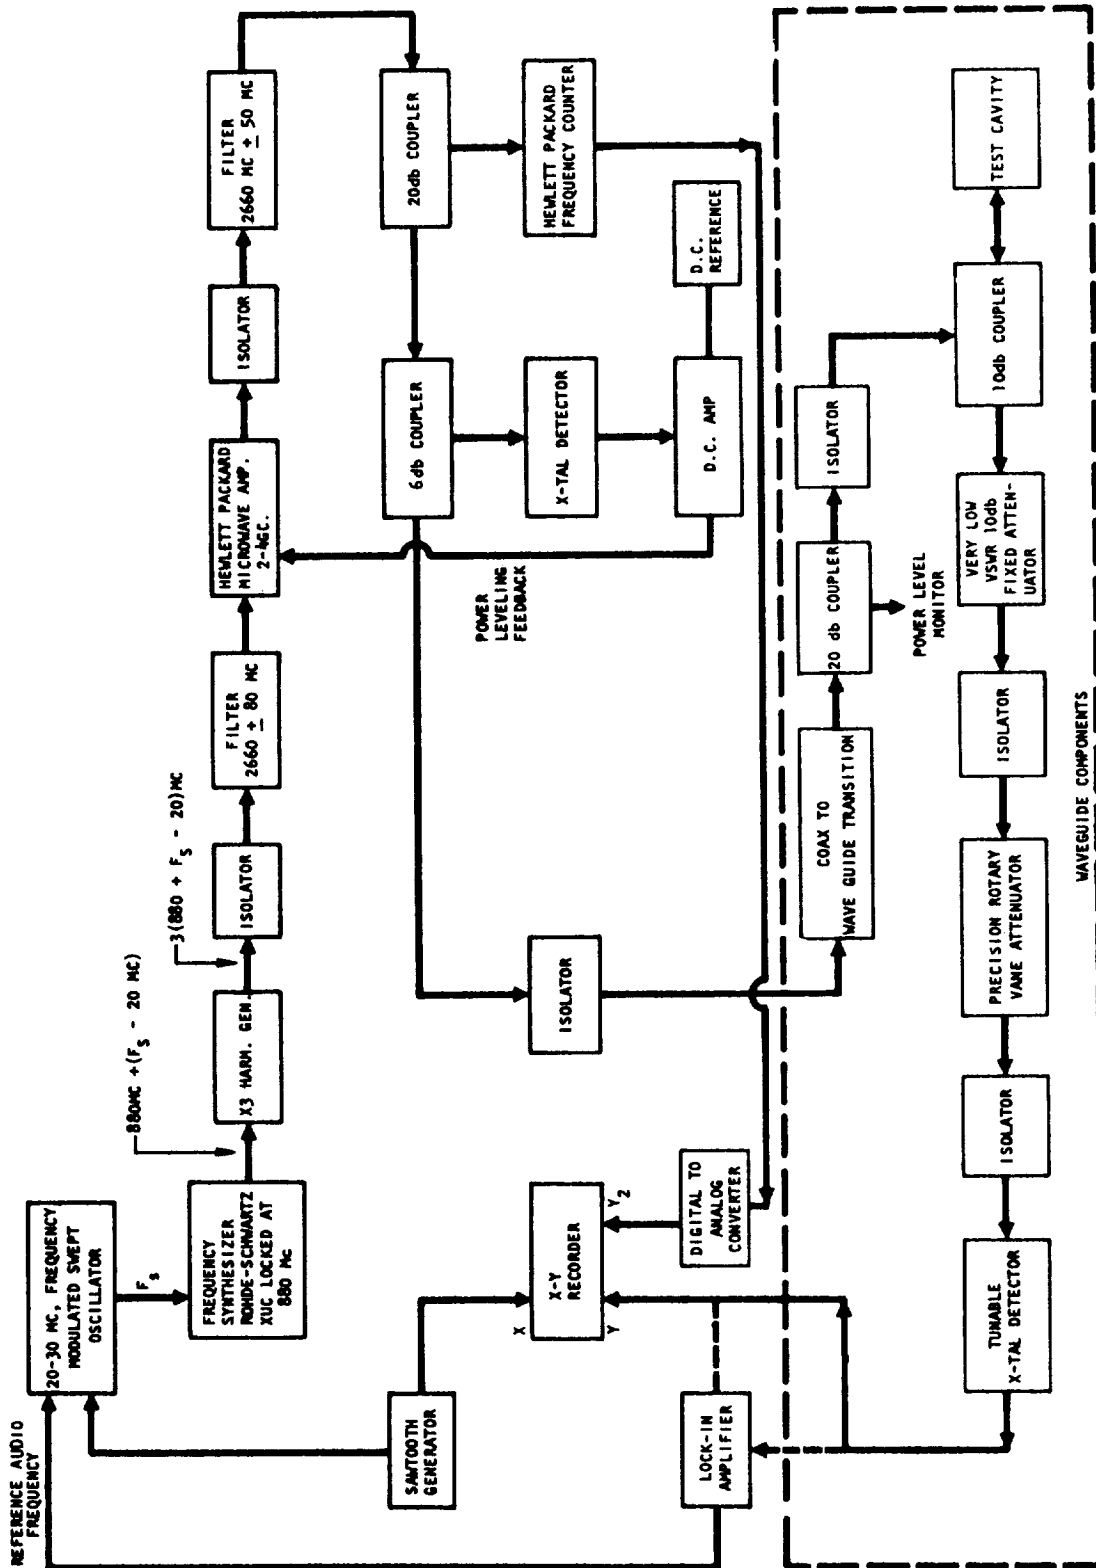 REFERENCE AUDIO
FREQUENCY
20-30 MC, FREQUENCY
MODULATED SWEPT
OSCILLATOR
F_s
FREQUENCY
SYNTHESIZER
ROHDE-SCHWARTZ
XUC LOCKED AT
880 Mc
880MC +(F_s - 20 MC)
X3 HARM. GEN.
3(880 + F_s - 20)MC
ISOLATOR
FILTER
2660 ± 80 MC
HEWLETT PACKARD
MICROWAVE AMP.
2-4GC.
ISOLATOR
FILTER
2660 MC ± 50 MC
SAWTOOTH
GENERATOR
X
X-Y
RECORDER
Y
Y_2
ISOLATOR
POWER
LEVELING
FEEDBACK
6db COUPLER
20db COUPLER
X-TAL DETECTOR
HEWLETT PACKARD
FREQUENCY COUNTER
LOCK-IN
AMPLIFIER
DIGITAL TO
ANALOG
CONVERTER
D.C. AMP
D.C.
REFERENCE
COAX TO
WAVE GUIDE TRANSITION
20 db COUPLER
ISOLATOR
POWER LEVEL
MONITOR
TUNABLE
X-TAL DETECTOR
ISOLATOR
PRECISION ROTARY
VANE ATTENUATOR
ISOLATOR
VERY LOW
VSWR 10db
FIXED ATTEN-
UATOR
10db COUPLER
TEST CAVITY
WAVEGUIDE COMPONENTS